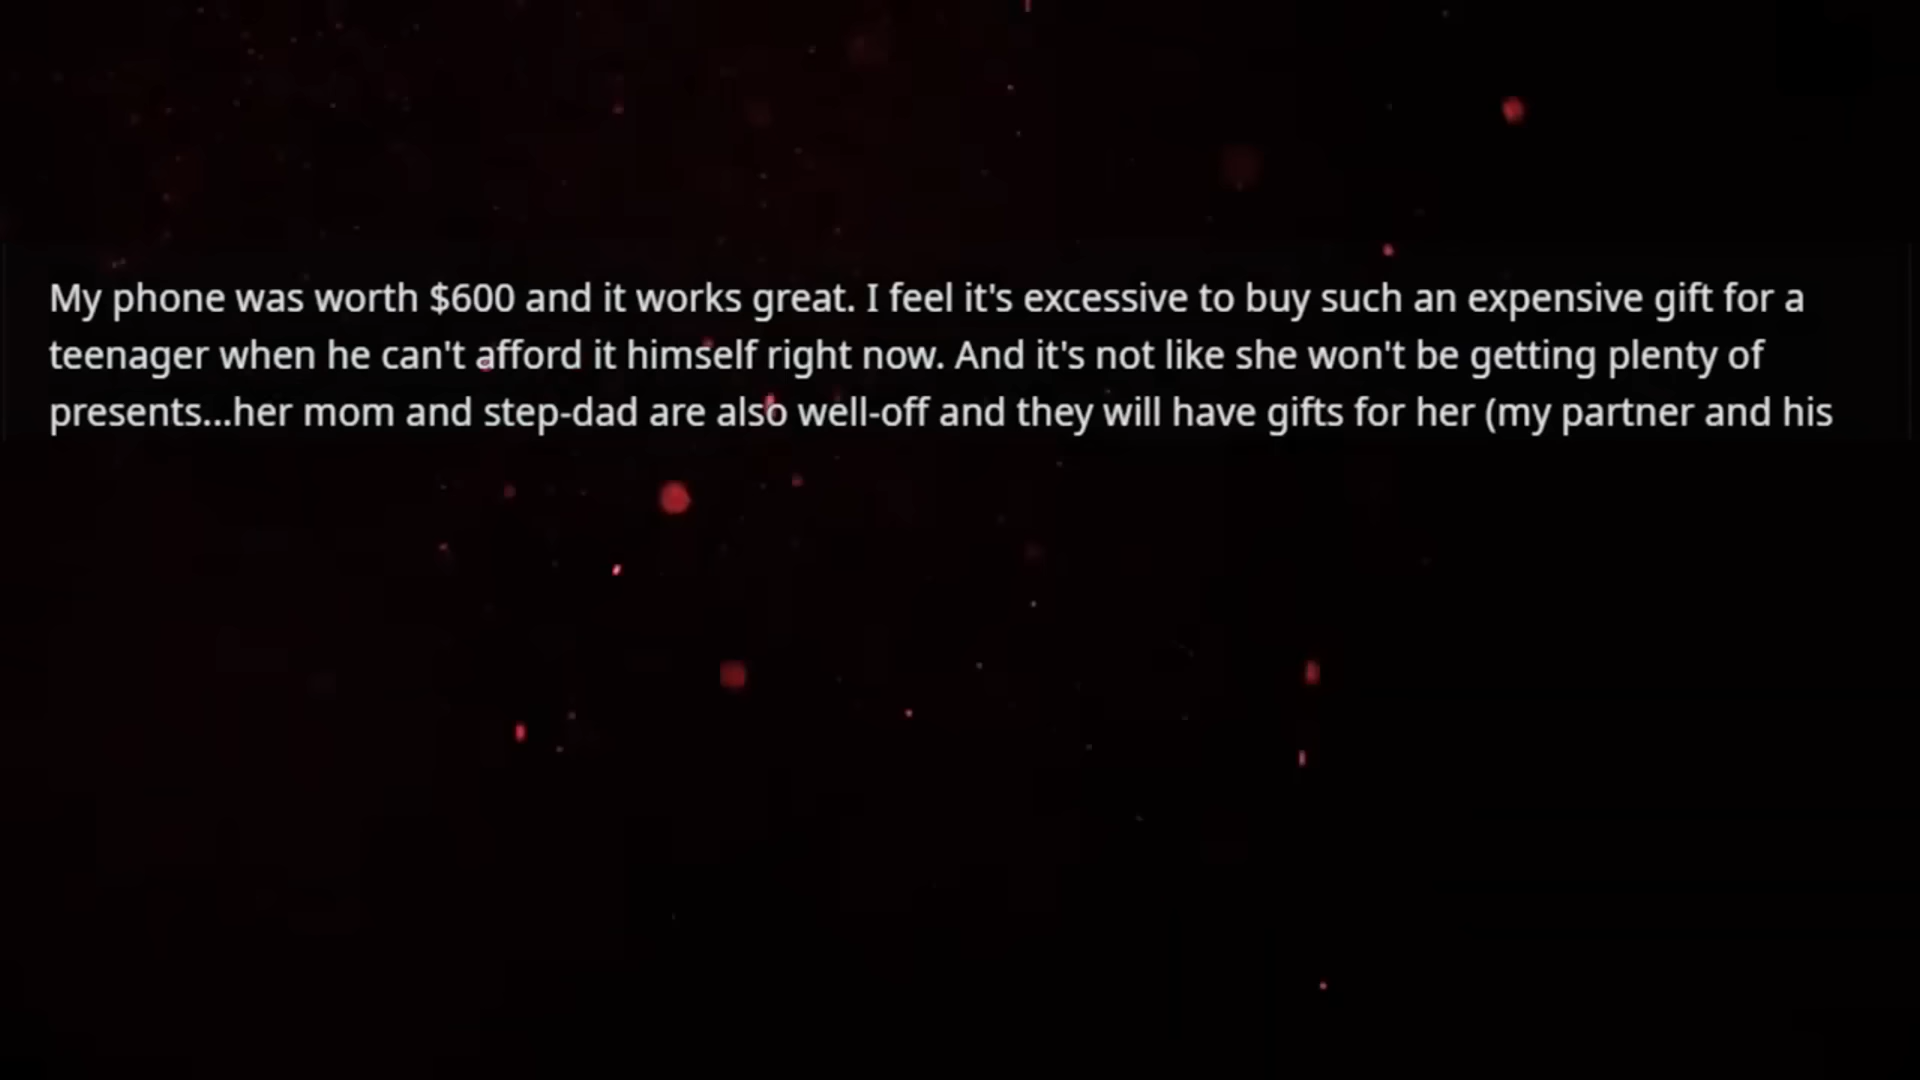 My phone was worth $600 and it works great. I feel it's excessive to buy such an expensive gift for a
teenager when he can't afford it himself right now. And it's not like she won't be getting plenty of
presents...her mom and step-dad are also well-off and they will have gifts for her (my partner and his